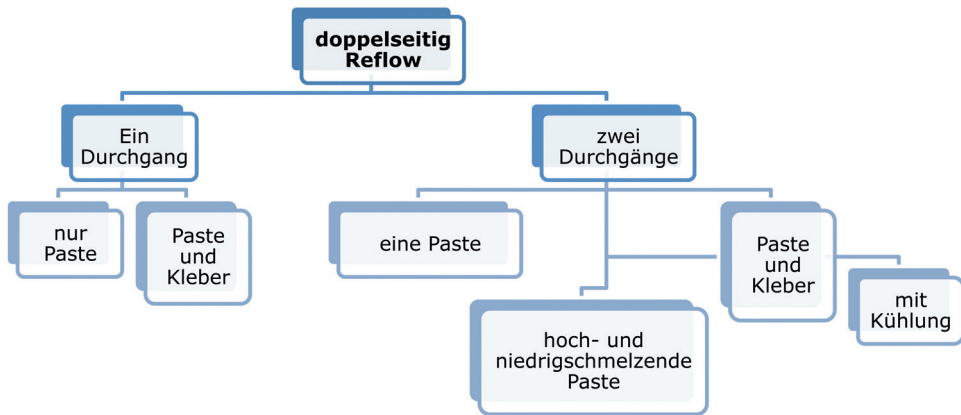 doppelseitig
Reflow
Ein
Durchgang
zwei
Durchgänge
nur
Paste
Paste
und
Kleber
eine Paste
hoch- und
niedrigschmelzende
Paste
Paste
und
Kleber
mit
Kühlung